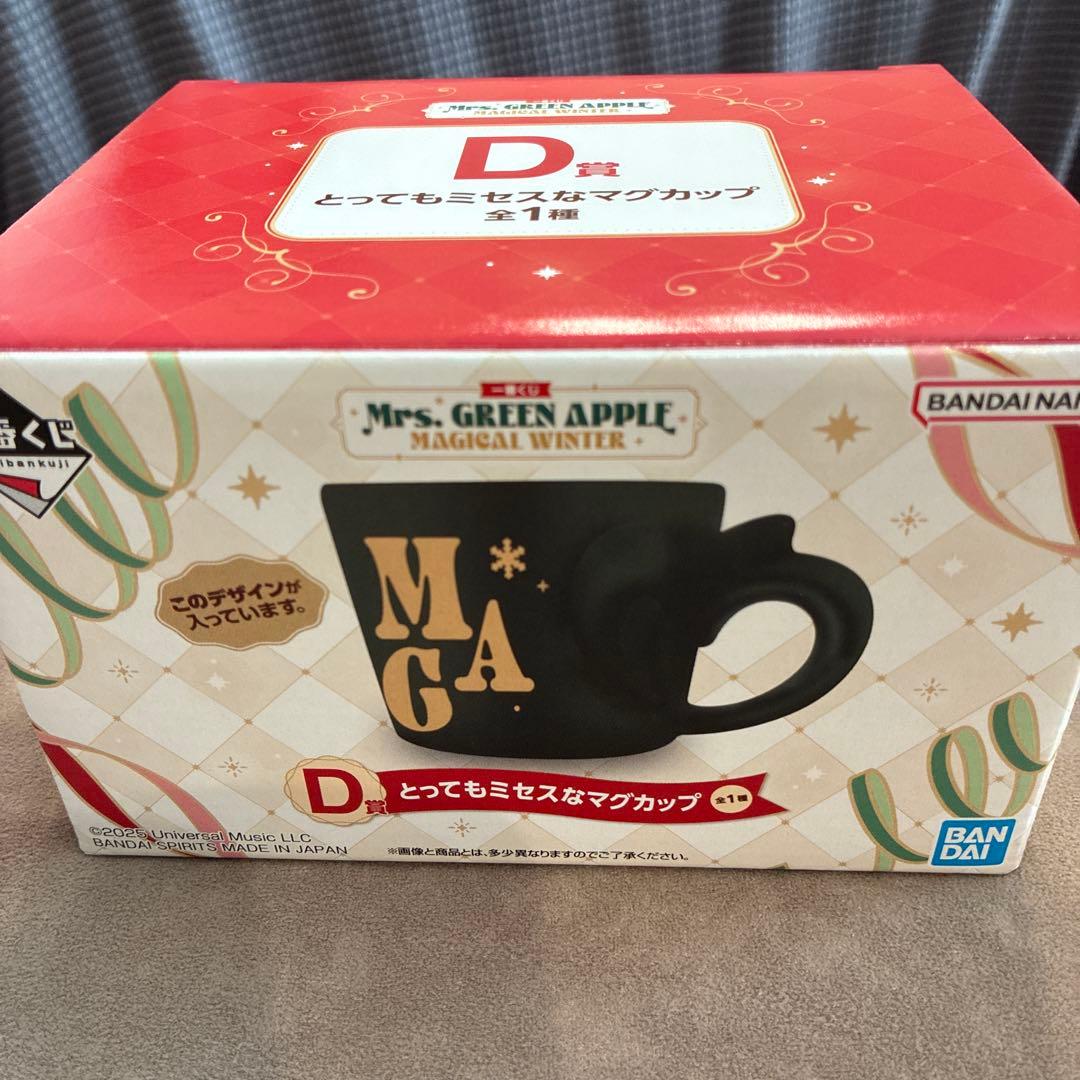 Mrs. GREEN APPLE
MAGICAL WINTER
D賞
とってもミセスなマグカップ
全1種
番くじ
ibankuji
一番くじ
Mrs. GREEN APPLE
MAGICAL WINTER
BANDAI NA
このデザインが
入っています。
M
A
G
D賞
とってもミセスなマグカップ 全1種
©2025 Universal Music LLC
BANDAI SPIRITS MADE IN JAPAN
※画像と商品とは、多少異なりますのでご了承ください。
BAN
DAI